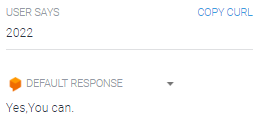 USER SAYS COPY CURL
2022
DEFAULT RESPONSE
Yes,You can.